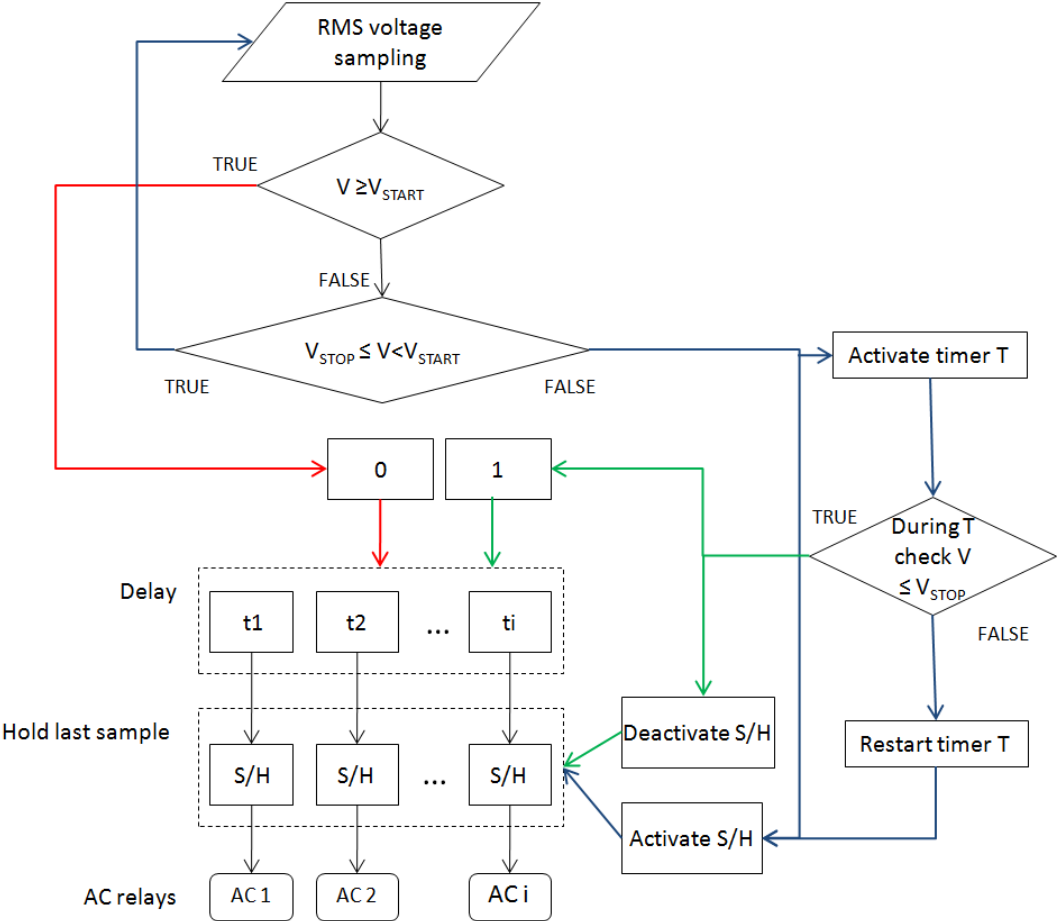 RMS voltage
sampling
TRUE
V ≥VSTART
FALSE
VSTOP ≤ V<VSTART
TRUE
FALSE
Activate timer T
0
1
TRUE
During T
check V
≤ VSTOP
FALSE
Delay
t1
t2
...
ti
Hold last sample
Deactivate S/H
Restart timer T
S/H
S/H
...
S/H
Activate S/H
AC relays
AC 1
AC 2
AC i